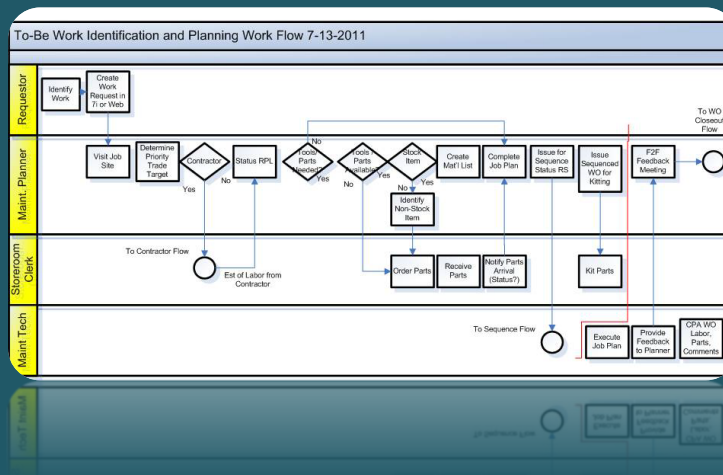 To-Be Work Identification and Planning Work Flow 7-13-2011
Requestor
Identify
Work
Create
Work
Request in
7i or Web
To WO
Closeout
Flow
Maint. Planner
Visit Job
Site
Determine
Priority
Trade
Target
Contractor
Yes
No
Status RPL
Tools/
Parts
Needed?
No
Yes
Tools /
Parts
Available?
No
Yes
Stock
Item
No
Yes
Identify
Non-Stock
Item
Create
Mat'l List
Complete
Job Plan
Issue for
Sequence
Status RS
Issue
Sequenced
WO for
Kitting
F2F
Feedback
Meeting
Storeroom
Clerk
To Contractor Flow
Est of Labor from
Contractor
Order Parts
Receive
Parts
Notify Parts
Arrival
(Status?)
Kit Parts
Maint Tech
To Sequence Flow
Execute
Job Plan
Provide
Feedback
to Planner
CPA WO
Labor,
Parts,
Comments